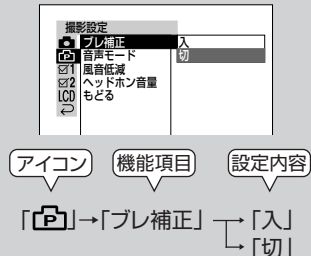 撮影設定
ブレ補正 入
P 音声モード 切
1 風音低減
2 ヘッドホン音量
LCD もどる
アイコン 機能項目 設定内容
「P」→「ブレ補正」→「入」
→「切」